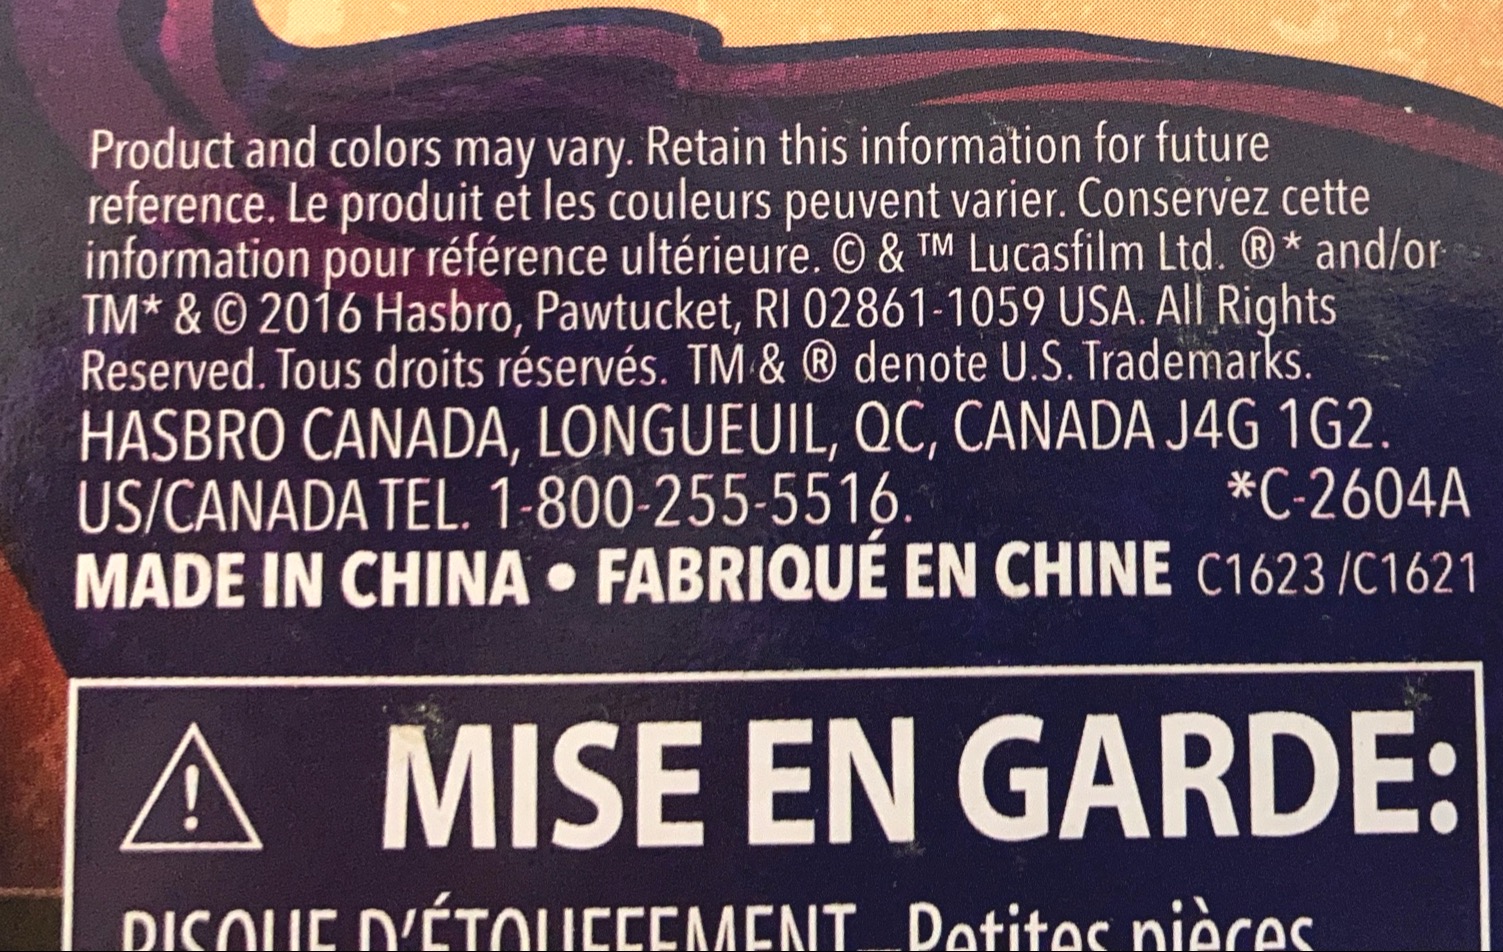 Product and colors may vary. Retain this information for future
reference. Le produit et les couleurs peuvent varier. Conservez cette
information pour référence ultérieure. © & ™ Lucasfilm Ltd. ®* and/or
TM* & © 2016 Hasbro, Pawtucket, RI 02861-1059 USA. All Rights
Reserved. Tous droits réservés. TM & ® denote U.S. Trademarks.
HASBRO CANADA, LONGUEUIL, QC, CANADA J4G 1G2.
US/CANADA TEL. 1-800-255-5516. *C-2604A
MADE IN CHINA • FABRIQUÉ EN CHINE C1623 /C1621
MISE EN GARDE:
RISQUE D'ÉTOUFFEMENT_Petites pièces